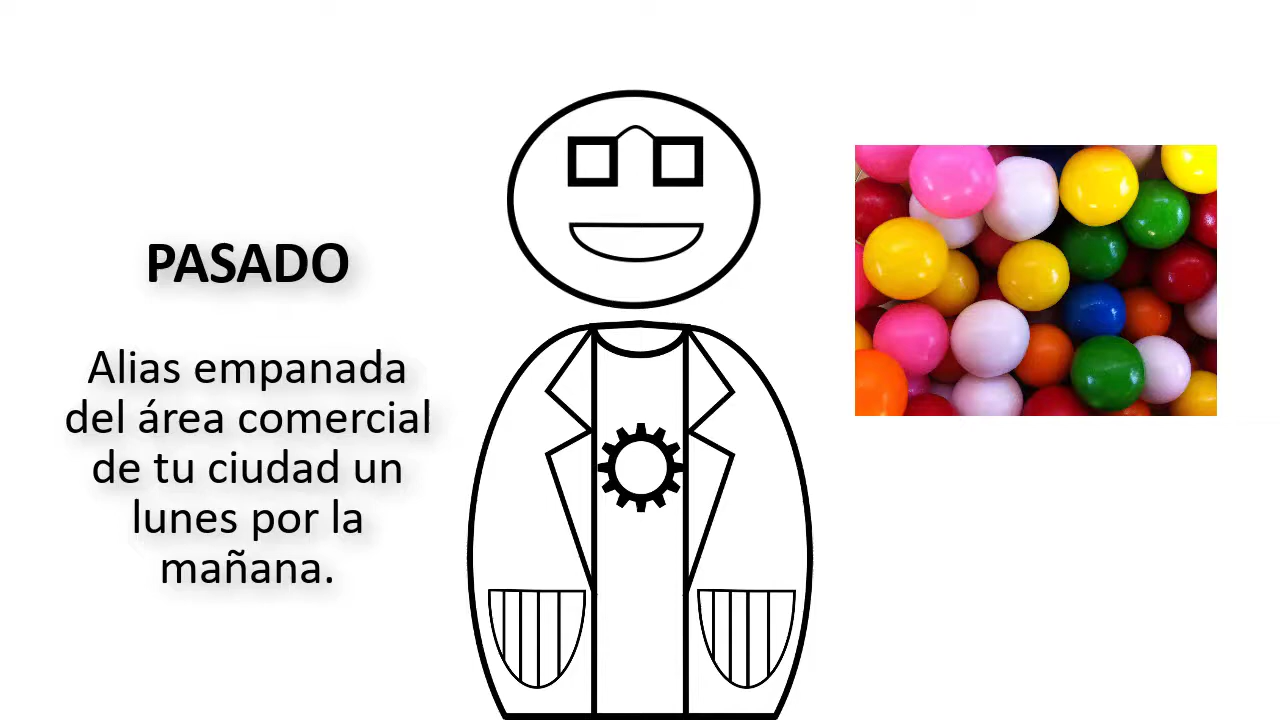 PASADO
Alias empanada
del área comercial
de tu ciudad un
lunes por la
mañana.